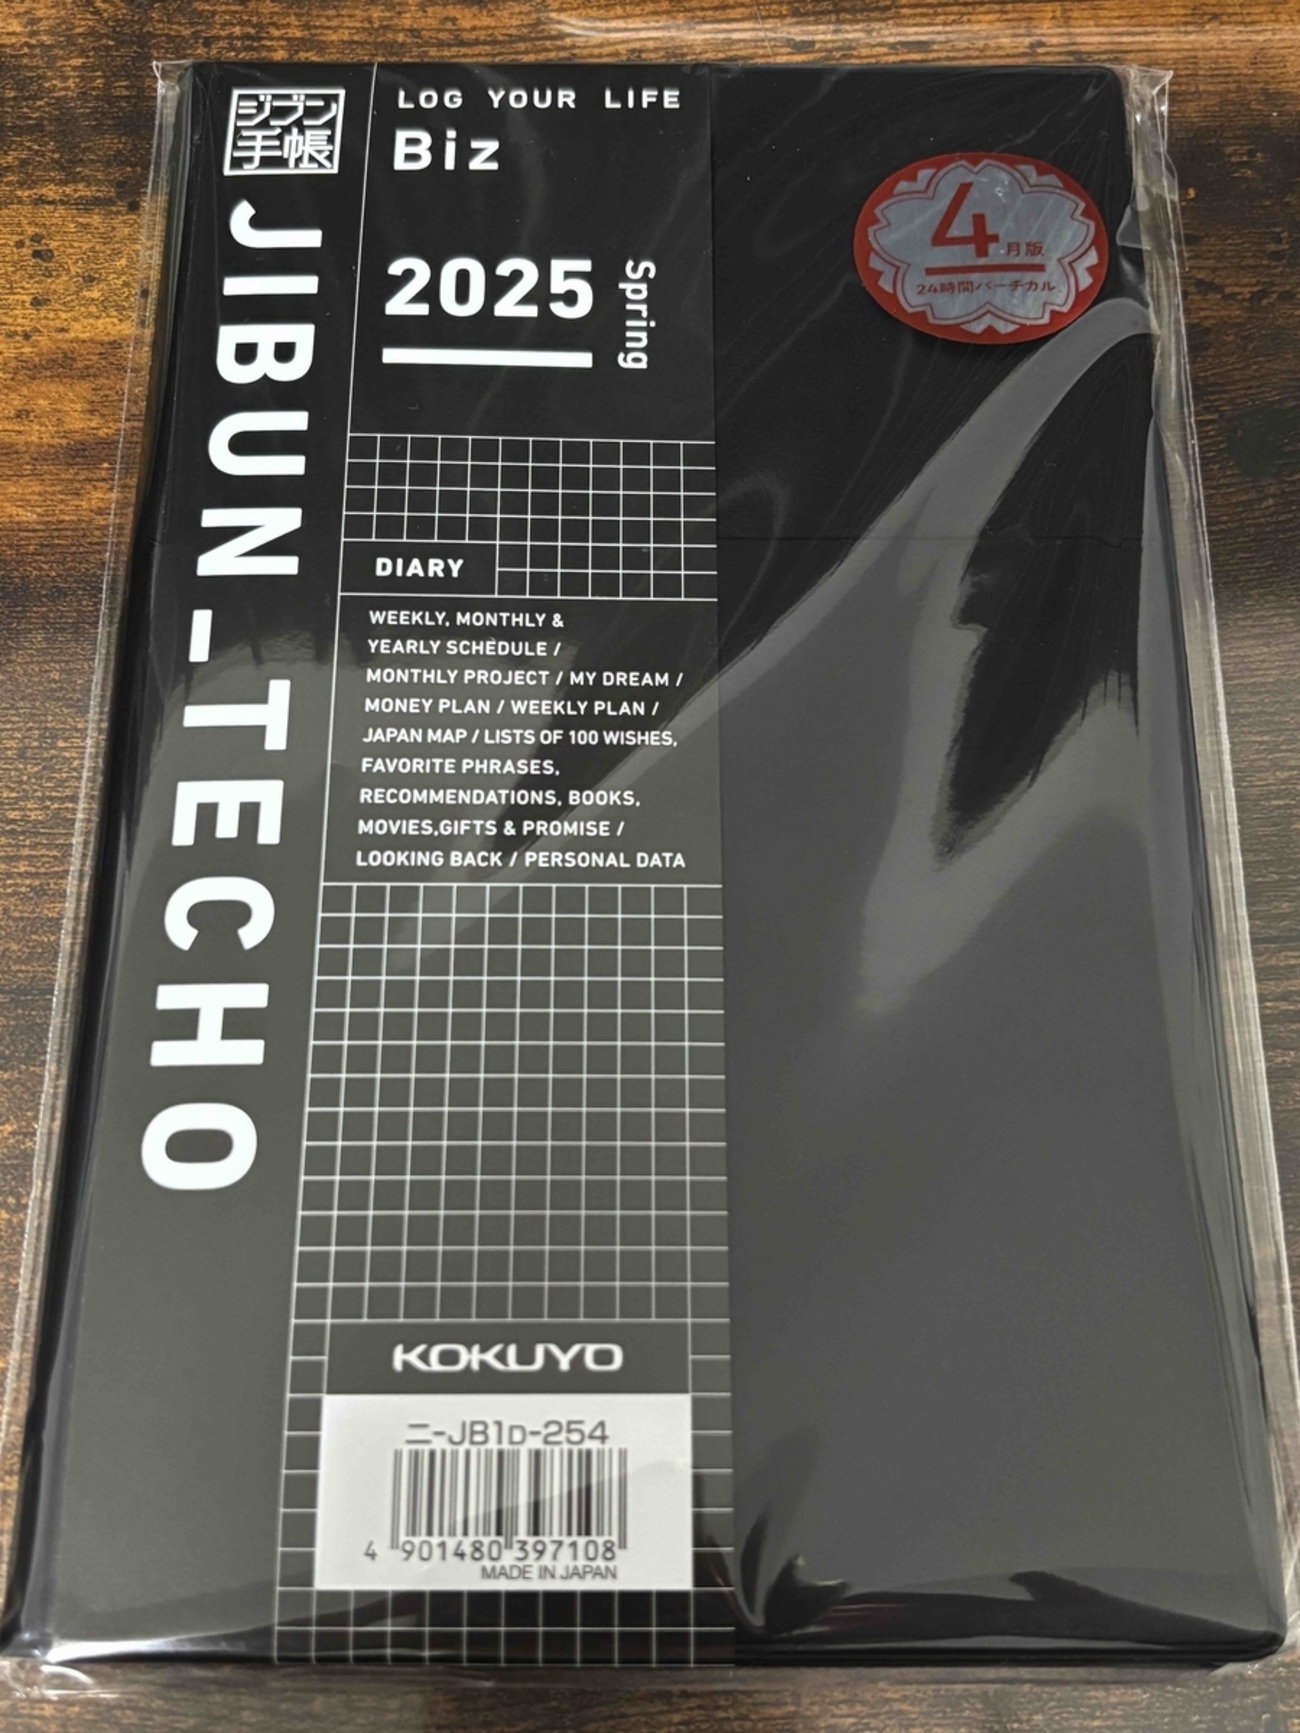 ジブン
手帳
JIBUN_TECHO
LOG YOUR LIFE
Biz
2025
Spring
4月版
24時間バーチカル
DIARY
WEEKLY, MONTHLY &
YEARLY SCHEDULE /
MONTHLY PROJECT / MY DREAM /
MONEY PLAN / WEEKLY PLAN /
JAPAN MAP / LISTS OF 100 WISHES,
FAVORITE PHRASES,
RECOMMENDATIONS, BOOKS,
MOVIES,GIFTS & PROMISE /
LOOKING BACK / PERSONAL DATA
KOKUYO
ニ-JB1D-254
4 901480 397108
MADE IN JAPAN